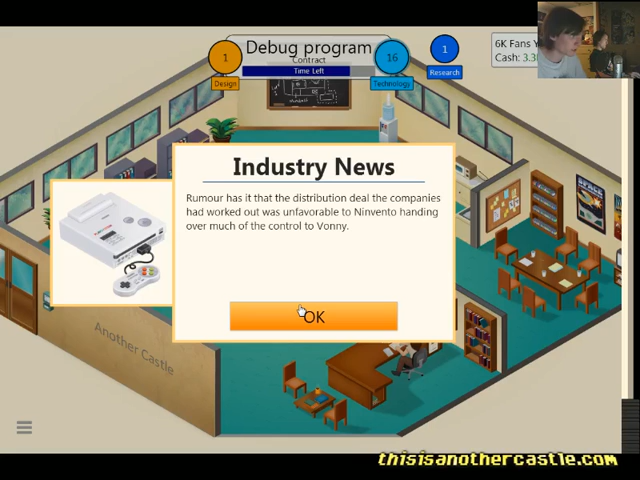 Debug program
Contract
Time Left
1
Design
16
Technology
1
Research
6K Fans
Cash: 3.3
Industry News
Rumour has it that the distribution deal the companies
had worked out was unfavorable to Ninvento handing
over much of the control to Vonny.
OK
SPACE
Another Castle
thisisanothercastle.com